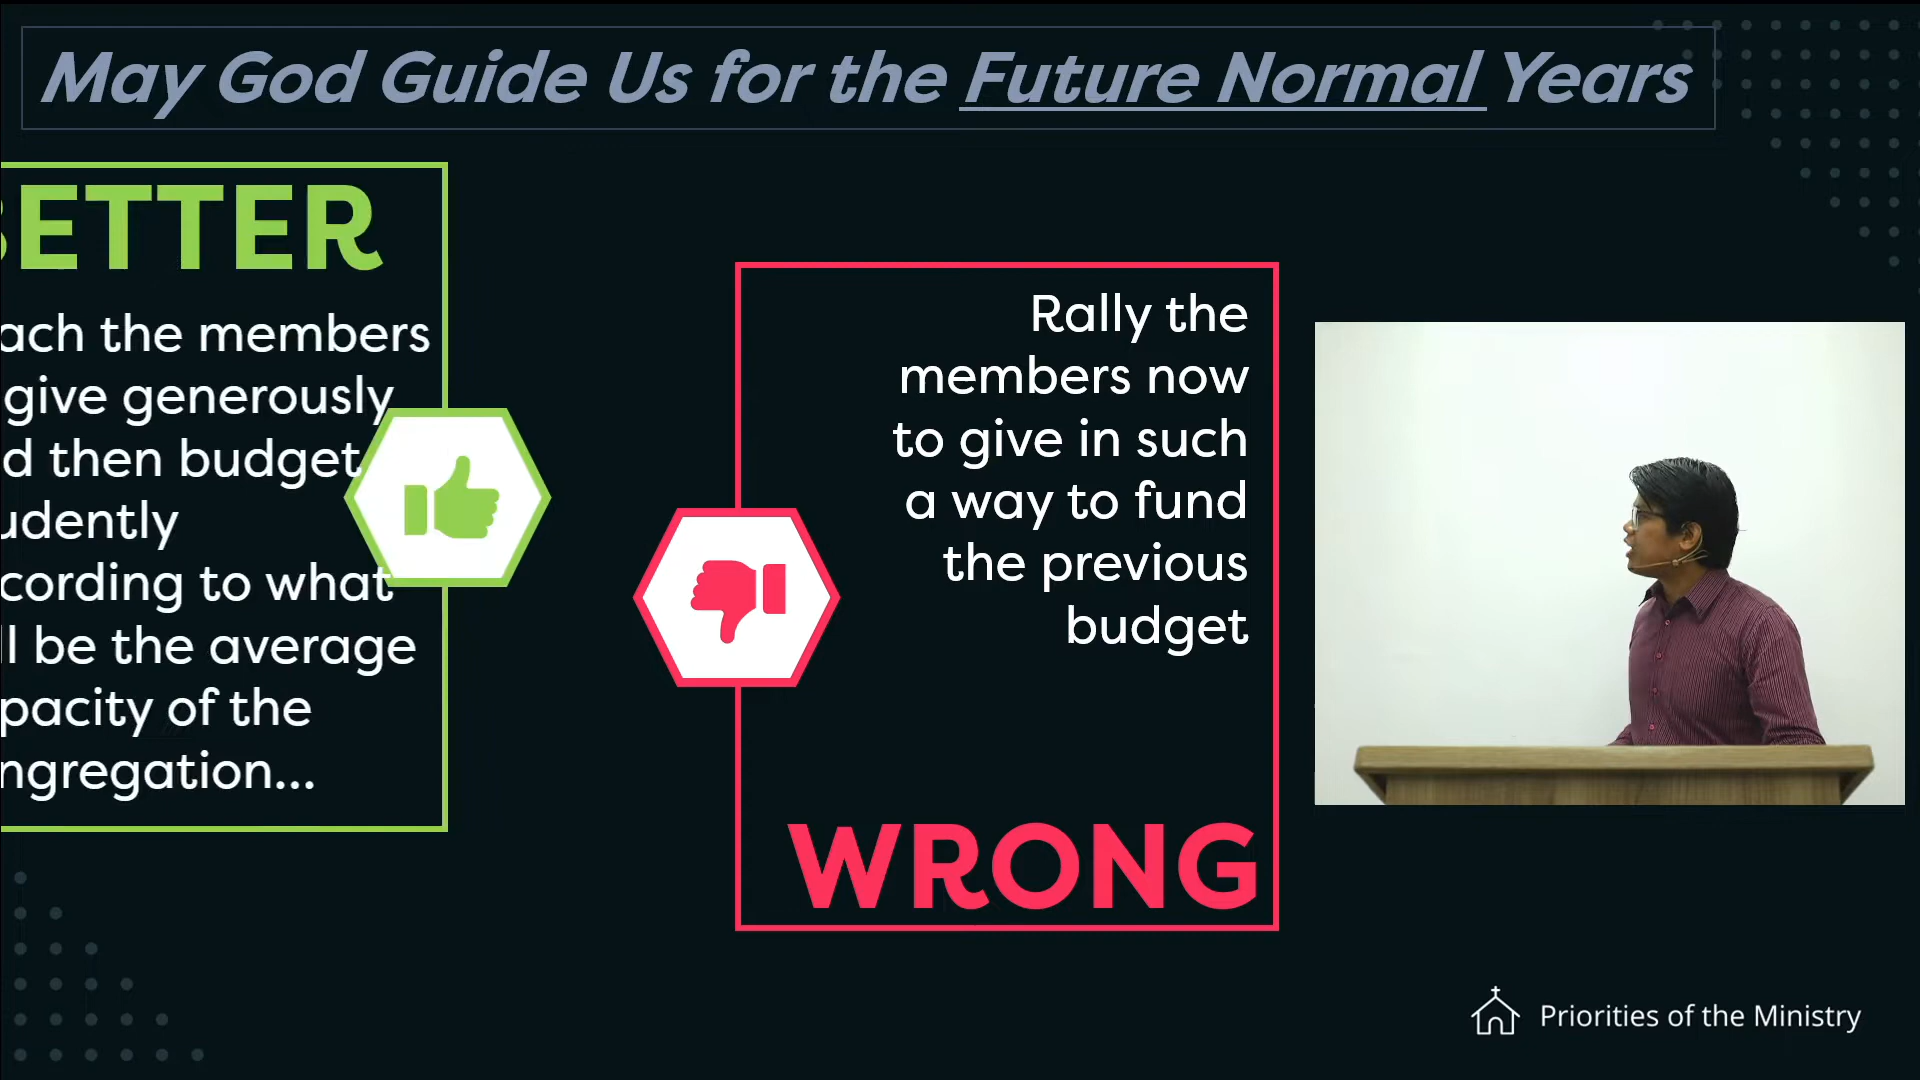 May God Guide Us for the Future Normal Years
BETTER
ach the members
give generously
d then budget
udently
cording to what
ll be the average
pacity of the
ngregation...
Rally the
members now
to give in such
a way to fund
the previous
budget
WRONG
Priorities of the Ministry